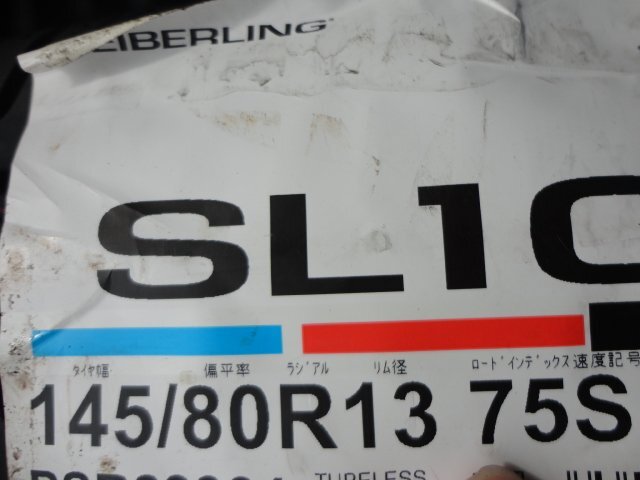 EIBERLING
SL10
タイヤ幅 偏平率 ラジアル リム径 ロードインデックス 速度記号
145/80R13 75S
TUBELESS